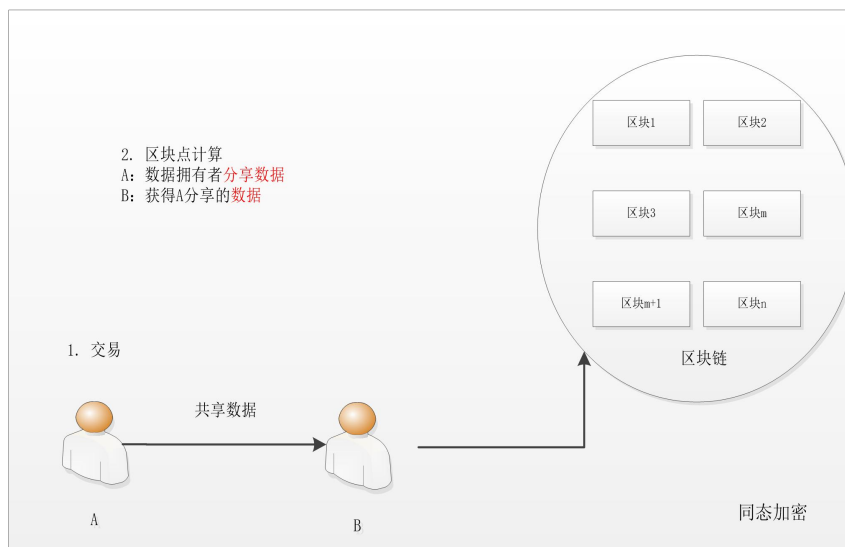 区块1
区块2
2. 区块点计算
A: 数据拥有者分享数据
B: 获得A分享的数据
区块3
区块m
区块m+1
区块n
区块链
1. 交易
共享数据
A
B
同态加密